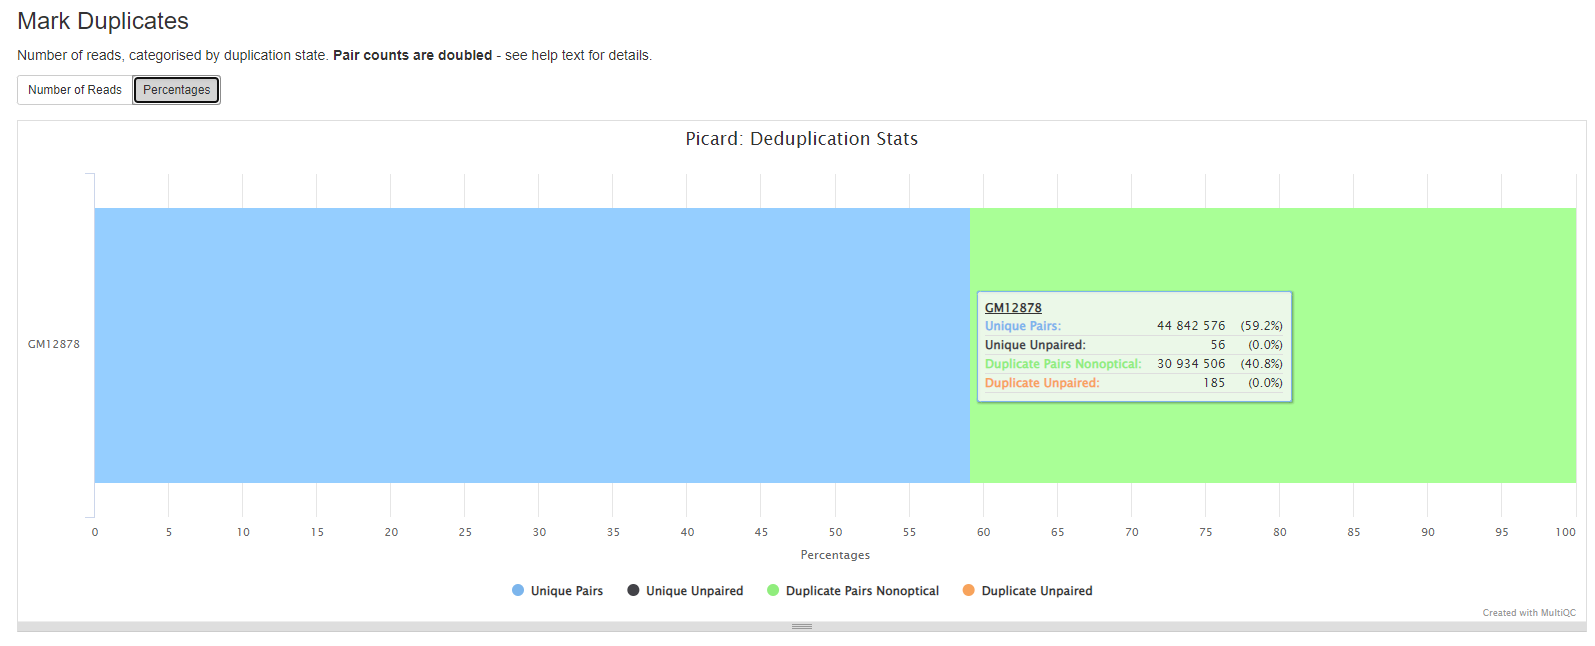 Mark Duplicates
Number of reads, categorised by duplication state. Pair counts are doubled - see help text for details.
Number of Reads Percentages
Picard: Deduplication Stats
GM12878
GM12878
Unique Pairs: 44 842 576 (59.2%)
Unique Unpaired: 56 (0.0%)
Duplicate Pairs Nonoptical: 30 934 506 (40.8%)
Duplicate Unpaired: 185 (0.0%)
0 5 10 15 20 25 30 35 40 45 50 55 60 65 70 75 80 85 90 95 100
Percentages
Unique Pairs Unique Unpaired Duplicate Pairs Nonoptical Duplicate Unpaired
Created with MultiQC